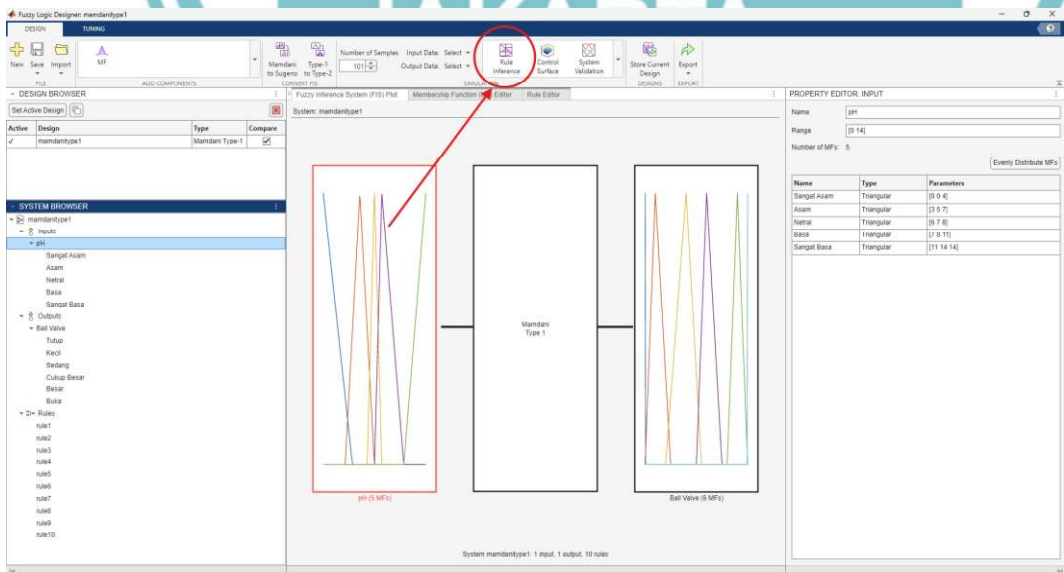 Fuzzy Logic Designer: mamdanitype1
DESIGN TUNING
New Save Import MF Mamdani to Sugeno Type-1 to Type-2 Number of Samples 101 Input Data: Select Output Data: Select Rule Inference Control Surface System Validation Store Current Design Export
FILE ADD COMPONENTS CONVERT FIS SIMULATION DESIGNS EXPORT
DESIGN BROWSER
Set Active Design
Active Design Type Compare
mamdanitype1 Mamdani Type-1
SYSTEM BROWSER
mamdanitype1
Inputs
pH
Sangat Asam
Asam
Netral
Basa
Sangat Basa
Outputs
Ball Valve
Tutup
Kecil
Sedang
Cukup Besar
Besar
Buka
Rules
rule1
rule2
rule3
rule4
rule5
rule6
rule7
rule8
rule9
rule10
Fuzzy Inference System (FIS) Plot Membership Function Editor Rule Editor
System: mamdanitype1
Mamdani
Type 1
pH (5 MFs)
Ball Valve (6 MFs)
System mamdanitype1: 1 input, 1 output, 10 rules
PROPERTY EDITOR: INPUT
Name pH
Range [0 14]
Number of MFs: 5
Evenly Distribute MFs
Name Type Parameters
Sangat Asam Triangular [0 0 4]
Asam Triangular [3 5 7]
Netral Triangular [6 7 8]
Basa Triangular [7 8 11]
Sangat Basa Triangular [11 14 14]